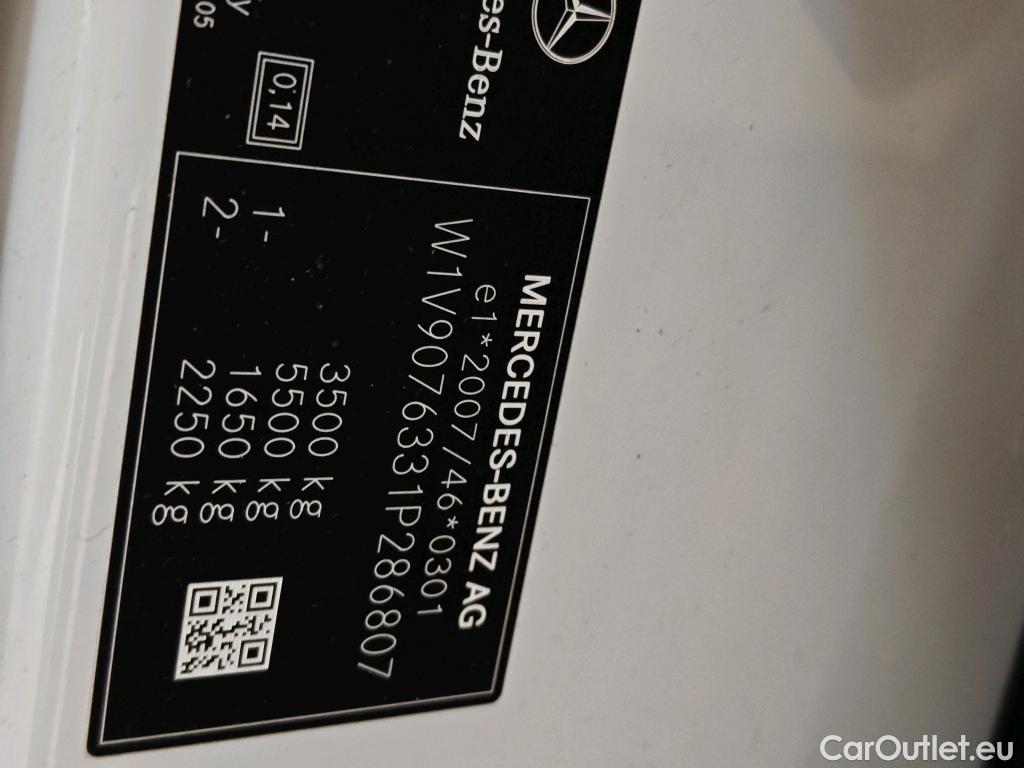 es-Benz
y
05
0,14
MERCEDES-BENZ AG
e1*2007/46*0301
W1V9076331P286807
3500 kg
5500 kg
1- 1650 kg
2- 2250 kg
CarOutlet.eu